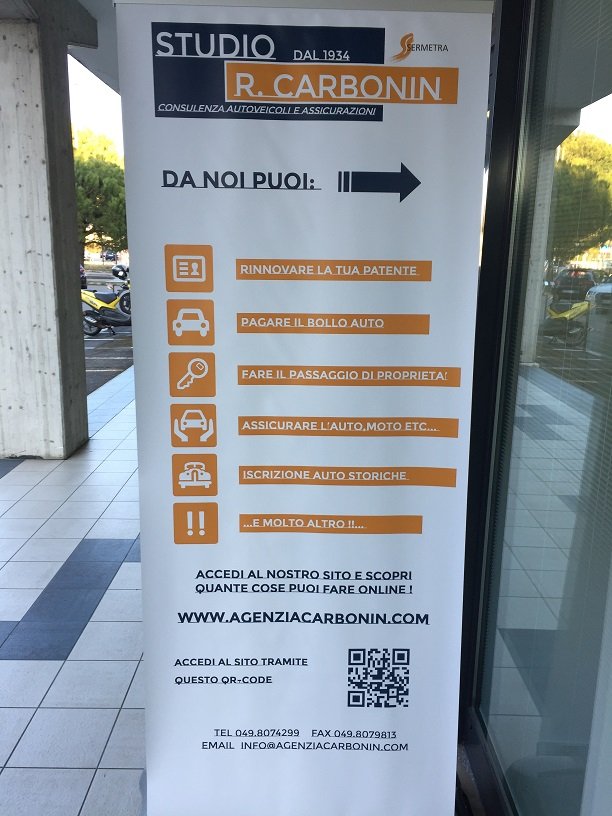 STUDIO DAL 1934
SERMETRA
R. CARBONIN
CONSULENZA AUTOVEICOLI E ASSICURAZIONI
DA NOI PUOI:
RINNOVARE LA TUA PATENTE
PAGARE IL BOLLO AUTO
FARE IL PASSAGGIO DI PROPRIETA'
ASSICURARE L'AUTO,MOTO ETC...
ISCRIZIONE AUTO STORICHE
!!
...E MOLTO ALTRO !!...
ACCEDI AL NOSTRO SITO E SCOPRI
QUANTE COSE PUOI FARE ONLINE !
WWW.AGENZIACARBONIN.COM
ACCEDI AL SITO TRAMITE
QUESTO QR-CODE
TEL 049.8074299 FAX 049.8079813
EMAIL INFO@AGENZIACARBONIN.COM